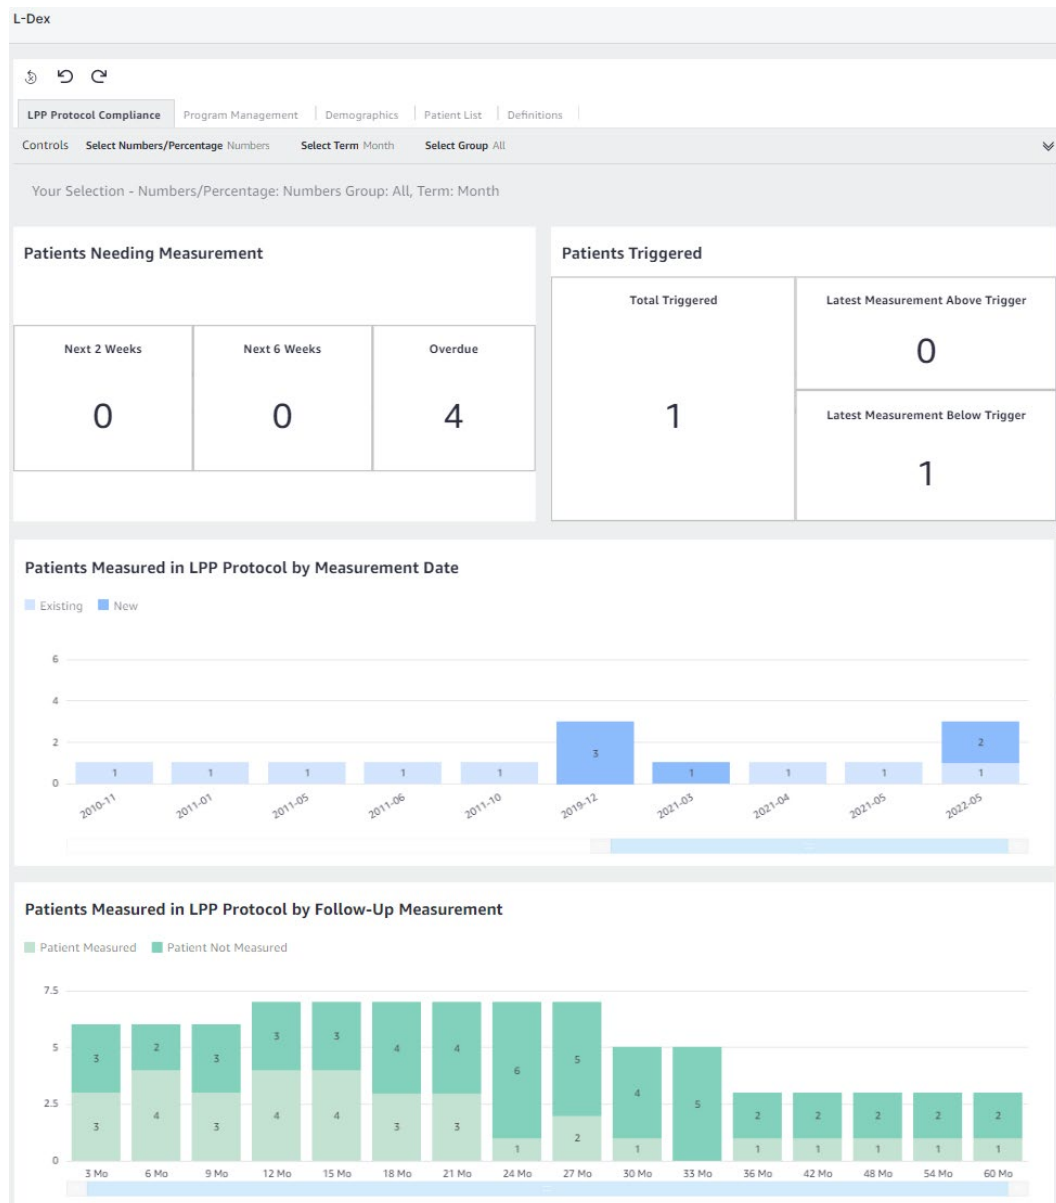 L-Dex
LPP Protocol Compliance Program Management Demographics Patient List Definitions
Controls Select Numbers/Percentage Numbers Select Term Month Select Group All
Your Selection - Numbers/Percentage: Numbers Group: All, Term: Month
Patients Needing Measurement
Next 2 Weeks Next 6 Weeks Overdue
0 0 4
Patients Triggered
Total Triggered
1
Latest Measurement Above Trigger
0
Latest Measurement Below Trigger
1
Patients Measured in LPP Protocol by Measurement Date
Existing New
6
4
2
0
1 1 1 1 1 3 1 1 1 2 1
2010-11 2011-01 2011-05 2011-06 2011-10 2019-12 2021-03 2021-04 2021-05 2022-05
Patients Measured in LPP Protocol by Follow-Up Measurement
Patient Measured Patient Not Measured
7.5
5
2.5
0
3 2 3 3 3 4 4 6 5 4 5 2 2 2 2 2
3 4 3 4 4 3 3 1 2 1 1 1 1 1 1
3 Mo 6 Mo 9 Mo 12 Mo 15 Mo 18 Mo 21 Mo 24 Mo 27 Mo 30 Mo 33 Mo 36 Mo 42 Mo 48 Mo 54 Mo 60 Mo